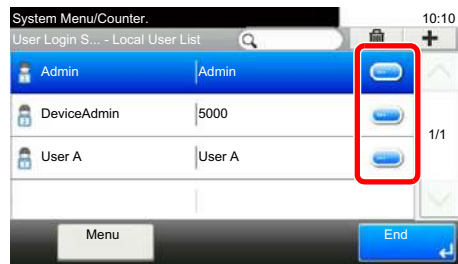 System Menu/Counter. 10:10
User Login S... - Local User List
Admin Admin
DeviceAdmin 5000
1/1
User A User A
Menu End